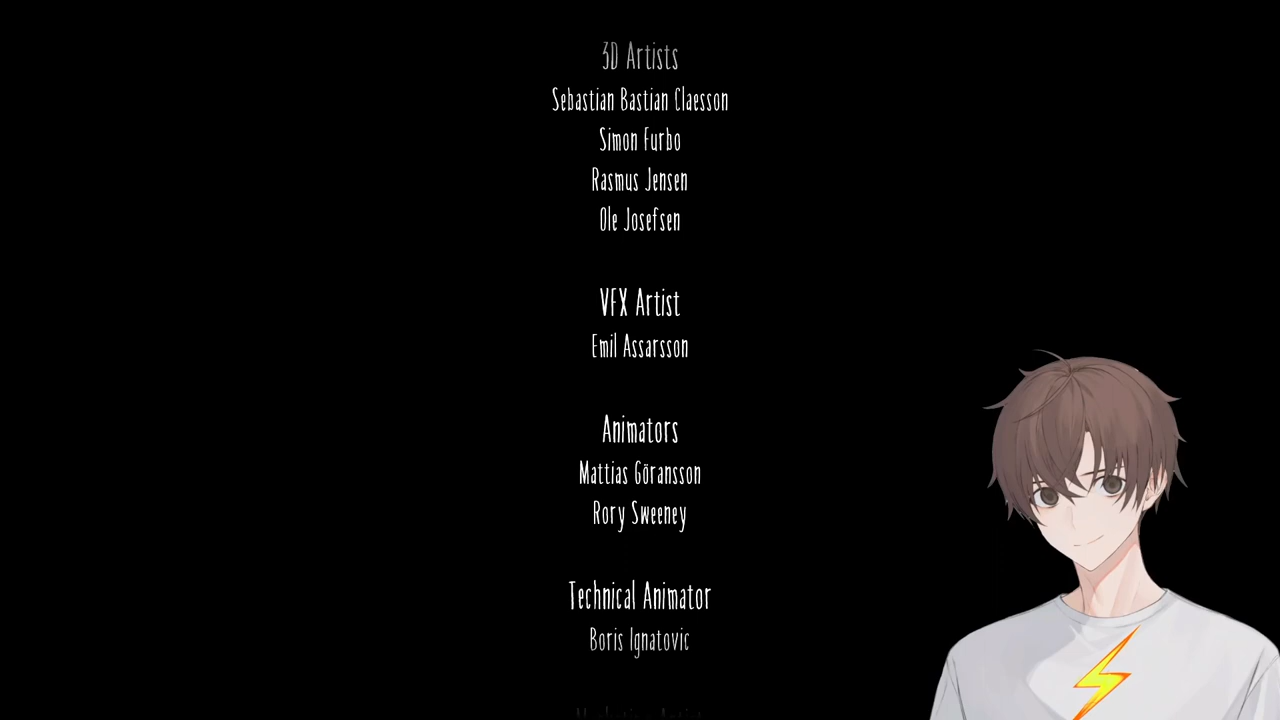 3D Artists
Sebastian Bastian Claesson
Simon Furbo
Rasmus Jensen
Ole Josefsen
VFX Artist
Emil Assarsson
Animators
Mattias Göransson
Rory Sweeney
Technical Animator
Boris Ignatovic